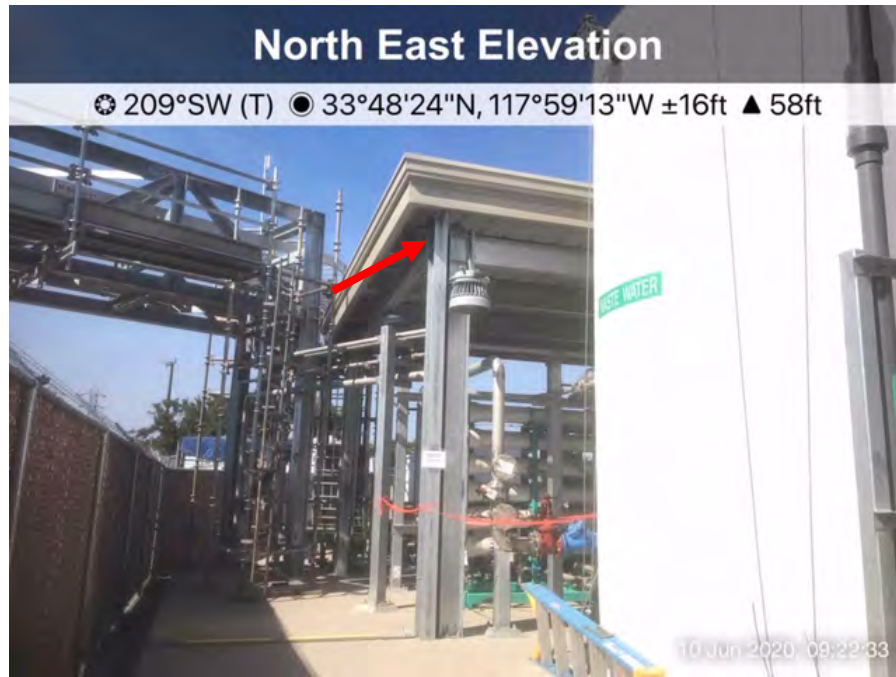 North East Elevation
209°SW (T) ◉ 33°48'24"N, 117°59'13"W ±16ft ▲ 58ft
WASTE WATER
10 Jun 2020, 09:22:33